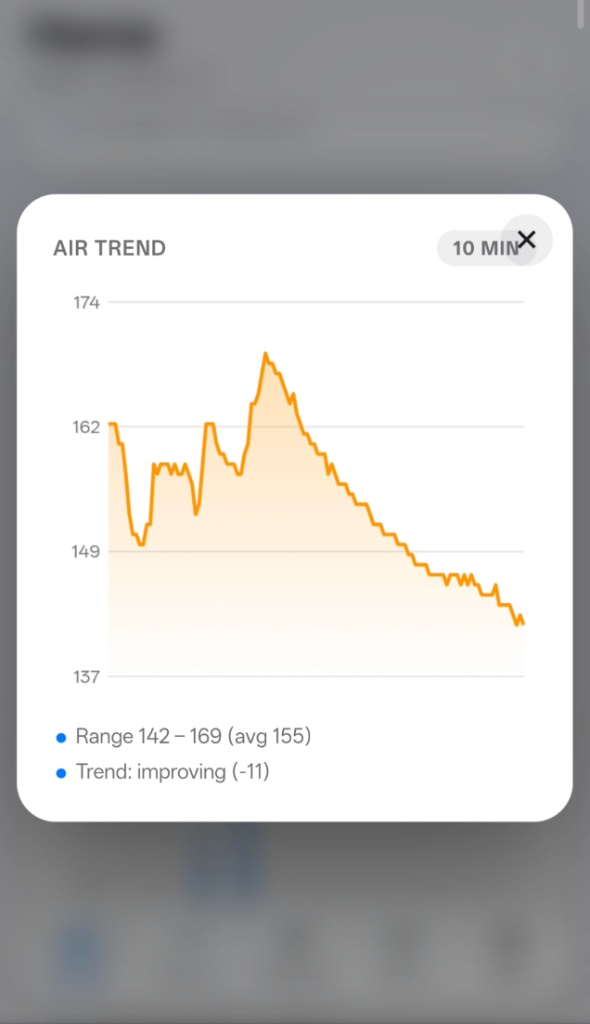 AIR TREND
10 MIN
174
162
149
137
Range 142 – 169 (avg 155)
Trend: improving (-11)